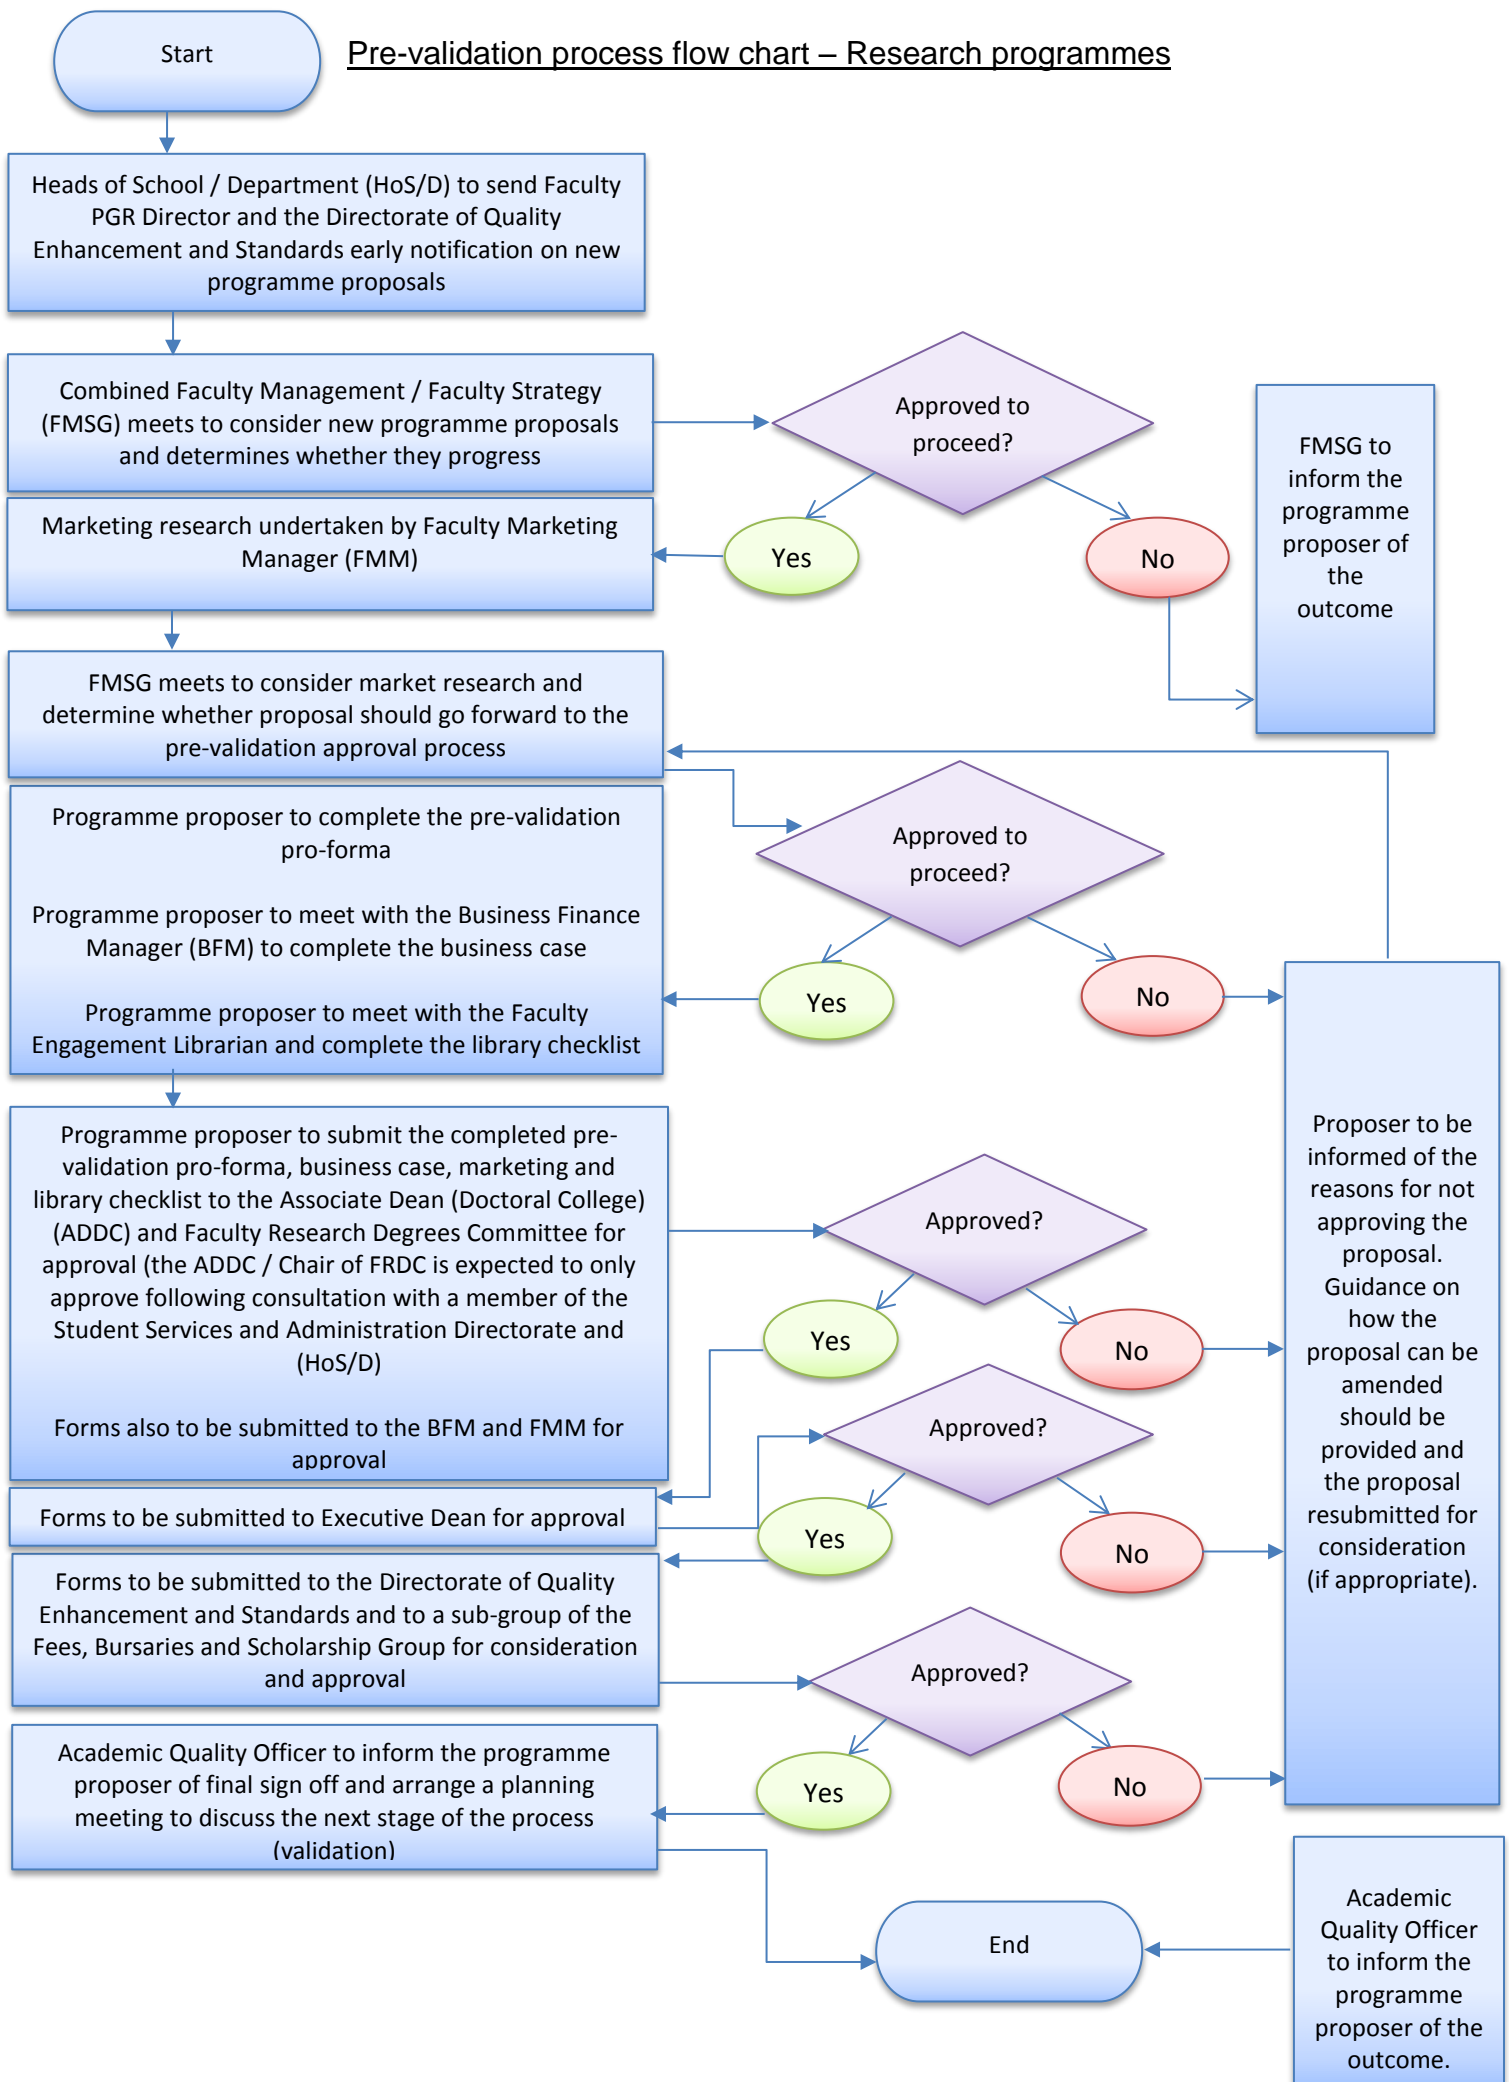 Start
Pre-validation process flow chart – Research programmes
Heads of School / Department (HoS/D) to send Faculty
PGR Director and the Directorate of Quality
Enhancement and Standards early notification on new
programme proposals
Combined Faculty Management / Faculty Strategy
(FMSG) meets to consider new programme proposals
and determines whether they progress
Approved to
proceed?
FMSG to
inform the
programme
proposer of
the
outcome
Marketing research undertaken by Faculty Marketing
Manager (FMM)
Yes
No
FMSG meets to consider market research and
determine whether proposal should go forward to the
pre-validation approval process
Programme proposer to complete the pre-validation
pro-forma
Programme proposer to meet with the Business Finance
Manager (BFM) to complete the business case
Programme proposer to meet with the Faculty
Engagement Librarian and complete the library checklist
Approved to
proceed?
Yes
No
Programme proposer to submit the completed pre-
validation pro-forma, business case, marketing and
library checklist to the Associate Dean (Doctoral College)
(ADDC) and Faculty Research Degrees Committee for
approval (the ADDC / Chair of FRDC is expected to only
approve following consultation with a member of the
Student Services and Administration Directorate and
(HoS/D)
Forms also to be submitted to the BFM and FMM for
approval
Approved?
Yes
No
Proposer to be
informed of the
reasons for not
approving the
proposal.
Guidance on
how the
proposal can be
amended
should be
provided and
the proposal
resubmitted for
consideration
(if appropriate).
Forms to be submitted to Executive Dean for approval
Approved?
Yes
No
Forms to be submitted to the Directorate of Quality
Enhancement and Standards and to a sub-group of the
Fees, Bursaries and Scholarship Group for consideration
and approval
Approved?
Yes
No
Academic Quality Officer to inform the programme
proposer of final sign off and arrange a planning
meeting to discuss the next stage of the process
(validation)
End
Academic
Quality Officer
to inform the
programme
proposer of the
outcome.